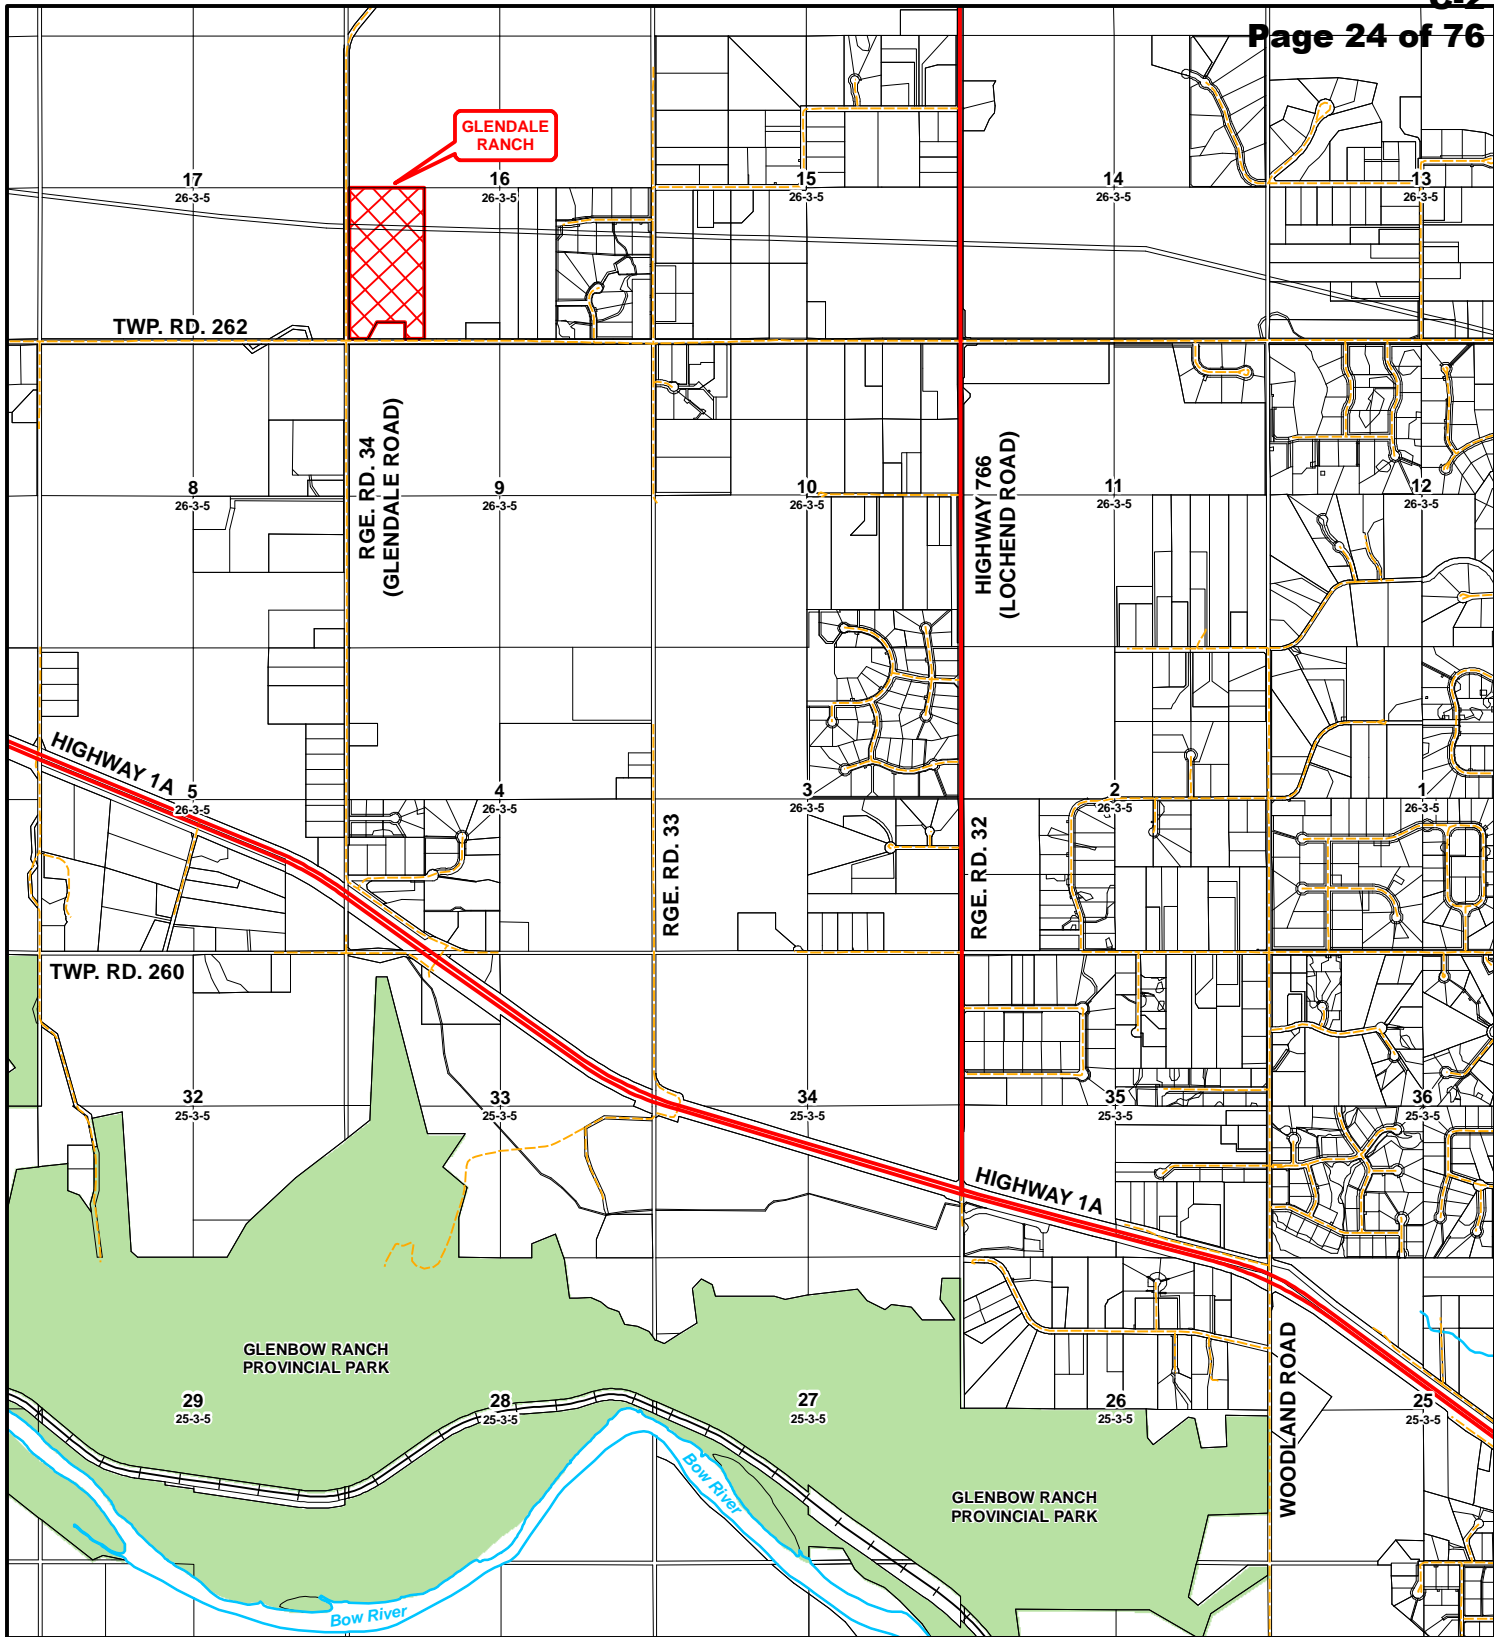 C-2
Page 24 of 76
GLENDALE
RANCH
17
26-3-5
16
26-3-5
15
26-3-5
14
26-3-5
13
26-3-5
TWP. RD. 262
RGE. RD. 34
(GLENDALE ROAD)
HIGHWAY 766
(LOCHEND ROAD)
8
26-3-5
9
26-3-5
10
26-3-5
11
26-3-5
12
26-3-5
HIGHWAY 1A
5
26-3-5
4
26-3-5
3
26-3-5
2
26-3-5
1
26-3-5
RGE. RD. 33
RGE. RD. 32
TWP. RD. 260
32
25-3-5
33
25-3-5
34
25-3-5
35
25-3-5
36
25-3-5
HIGHWAY 1A
GLENBOW RANCH
PROVINCIAL PARK
WOODLAND ROAD
29
25-3-5
28
25-3-5
27
25-3-5
26
25-3-5
25
25-3-5
Bow River
GLENBOW RANCH
PROVINCIAL PARK
Bow River